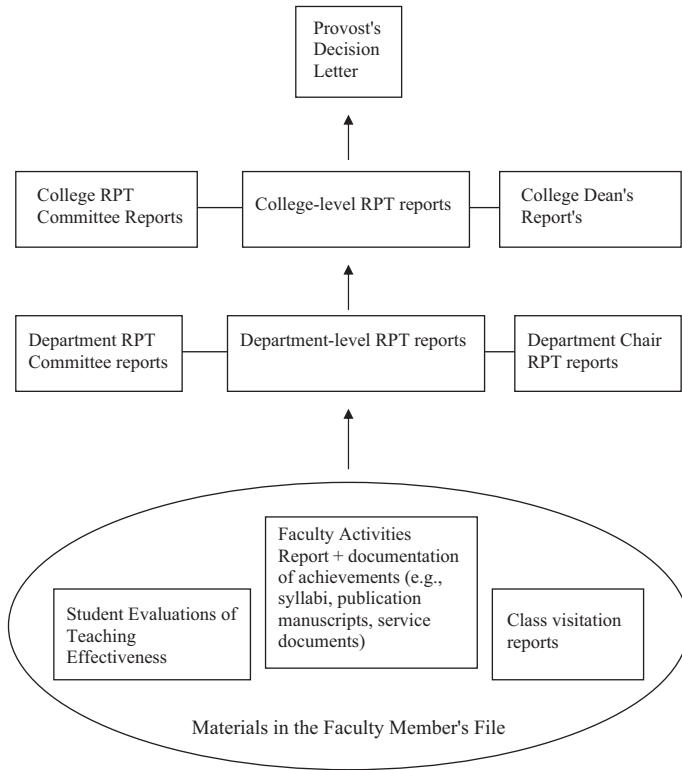 Provost's
Decision
Letter
College RPT
Committee Reports
College-level RPT reports
College Dean's
Report's
Department RPT
Committee reports
Department-level RPT reports
Department Chair
RPT reports
Faculty Activities
Report + documentation
of achievements (e.g.,
syllabi, publication
manuscripts, service
documents)
Student Evaluations of
Teaching
Effectiveness
Class visitation
reports
Materials in the Faculty Member's File